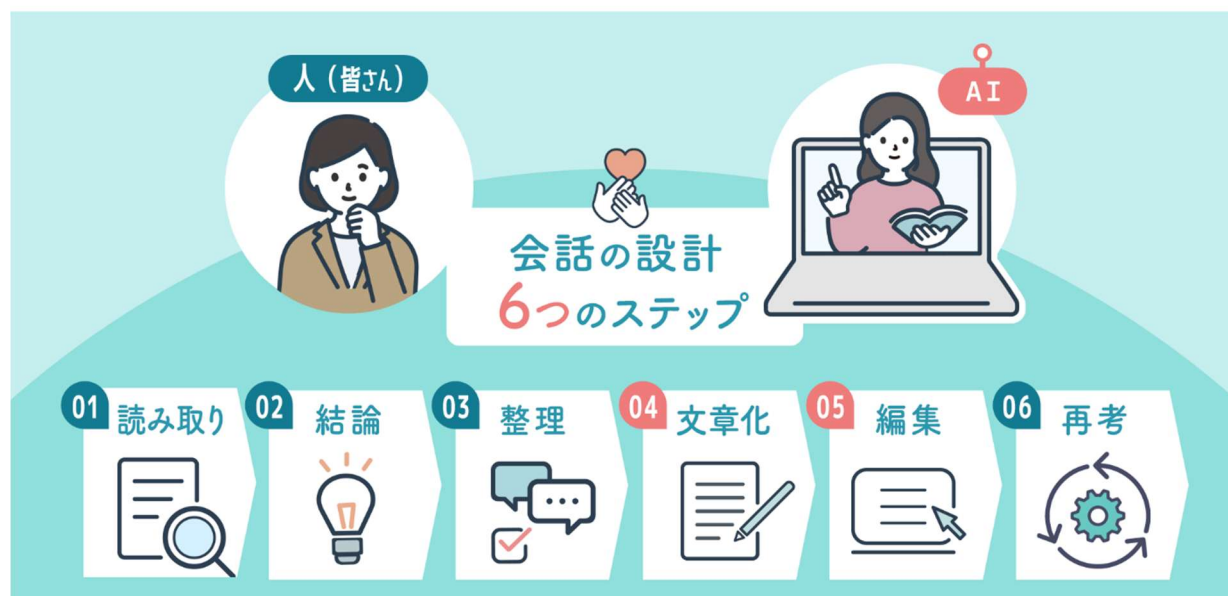 人（皆さん）
AI
会話の設計
6つのステップ
01 読み取り
02 結論
03 整理
04 文章化
05 編集
06 再考